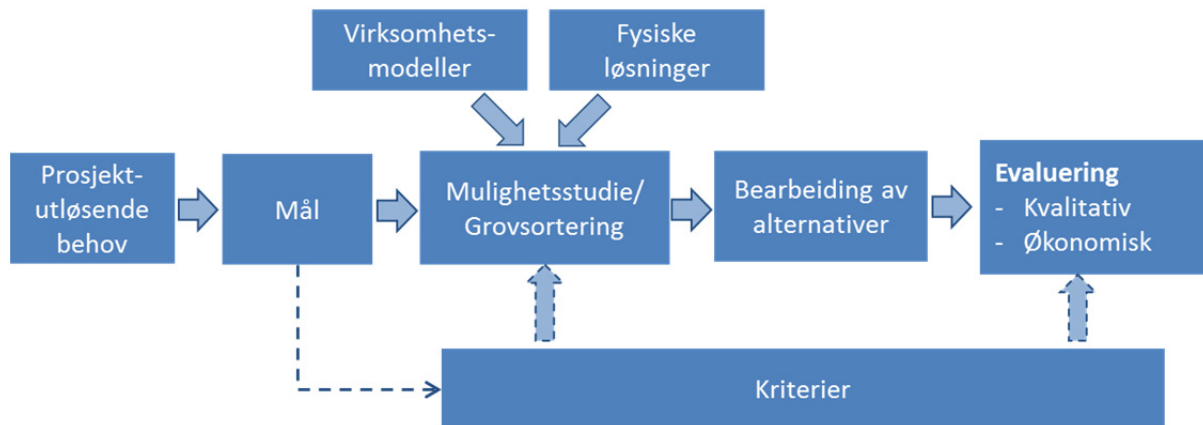 Virksomhets-
modeller
Fysiske
løsninger
Prosjekt-
utløsende
behov
Mål
Mulighetsstudie/
Grovsortering
Bearbeiding av
alternativer
Evaluering
- Kvalitativ
- Økonomisk
Kriterier